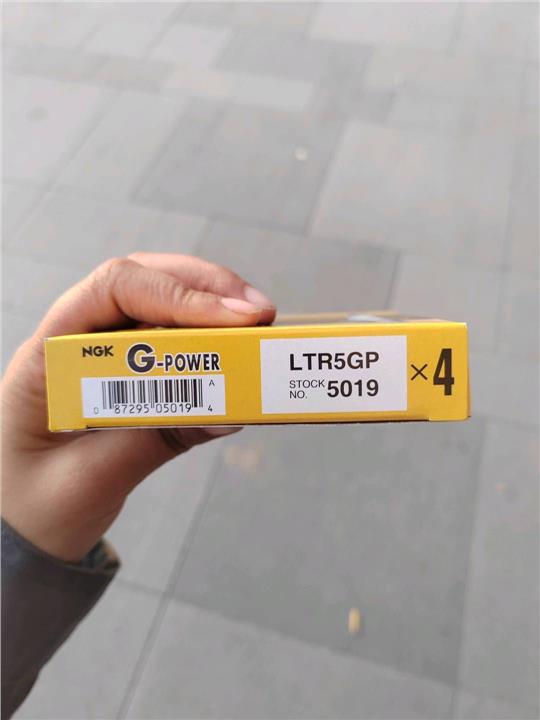 NGK G-POWER
0 87295 05019 4
A
LTR5GP
STOCK NO. 5019
×4